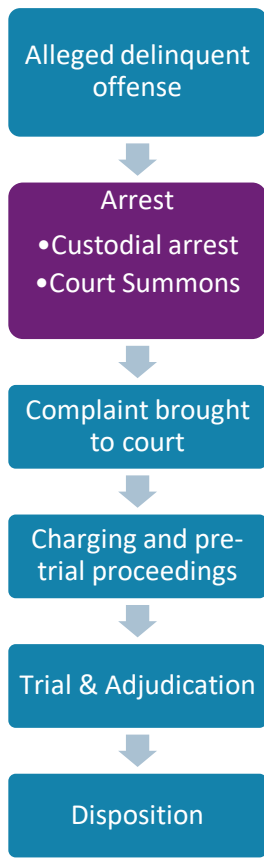 Alleged delinquent
offense
Arrest
•Custodial arrest
•Court Summons
Complaint brought
to court
Charging and pre-
trial proceedings
Trial & Adjudication
Disposition